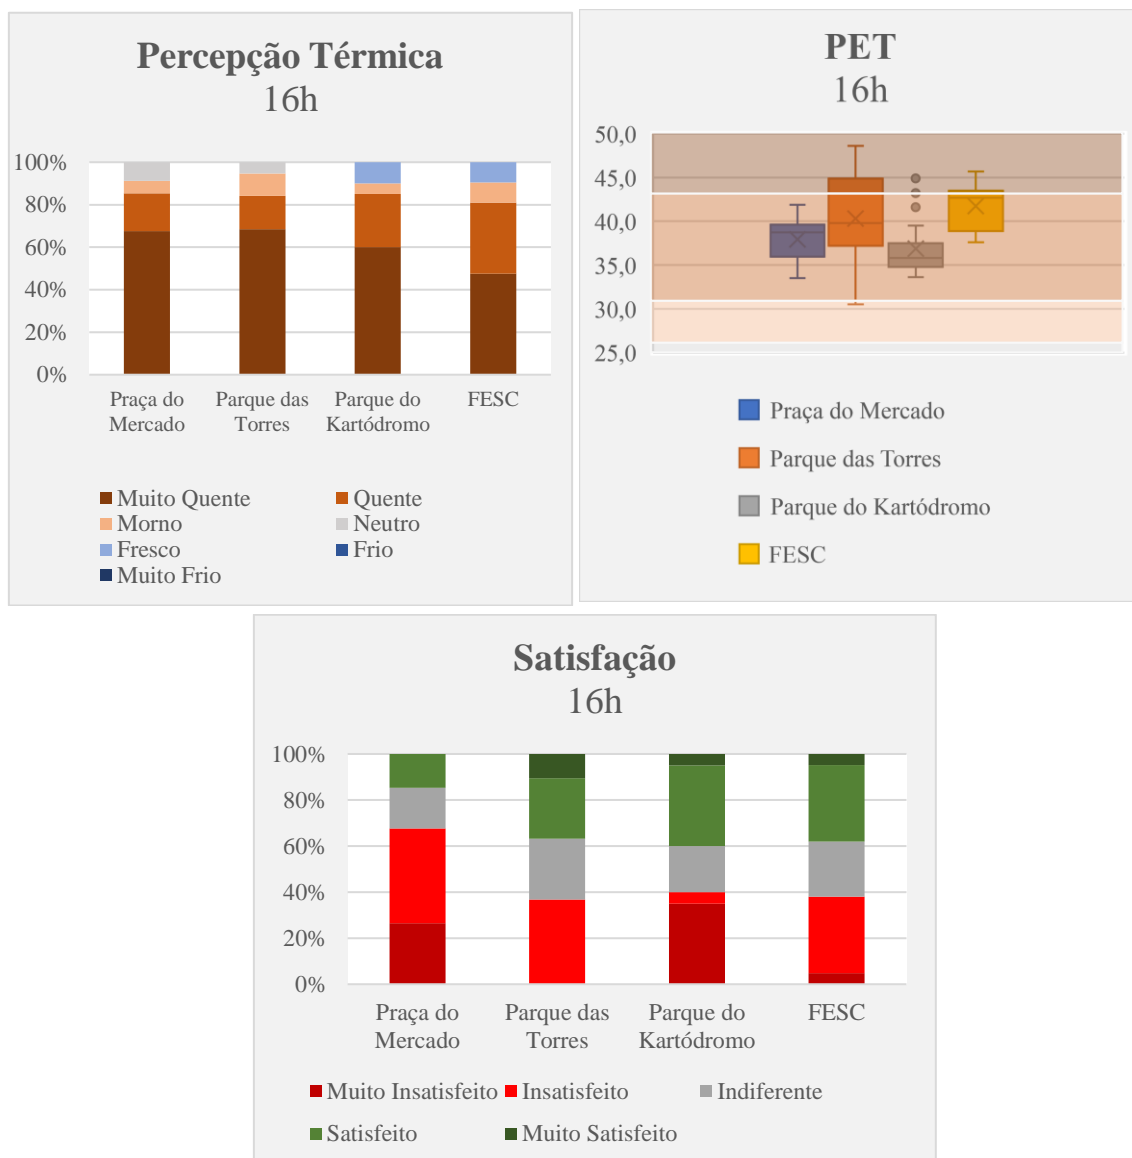 Percepção Térmica
16h
100%
80%
60%
40%
20%
0%
Praça do Mercado
Parque das Torres
Parque do Kartódromo
FESC
Muito Quente
Quente
Morno
Neutro
Fresco
Frio
Muito Frio
PET
16h
50,0
45,0
40,0
35,0
30,0
25,0
Praça do Mercado
Parque das Torres
Parque do Kartódromo
FESC
Satisfação
16h
100%
80%
60%
40%
20%
0%
Praça do Mercado
Parque das Torres
Parque do Kartódromo
FESC
Muito Insatisfeito
Insatisfeito
Indiferente
Satisfeito
Muito Satisfeito